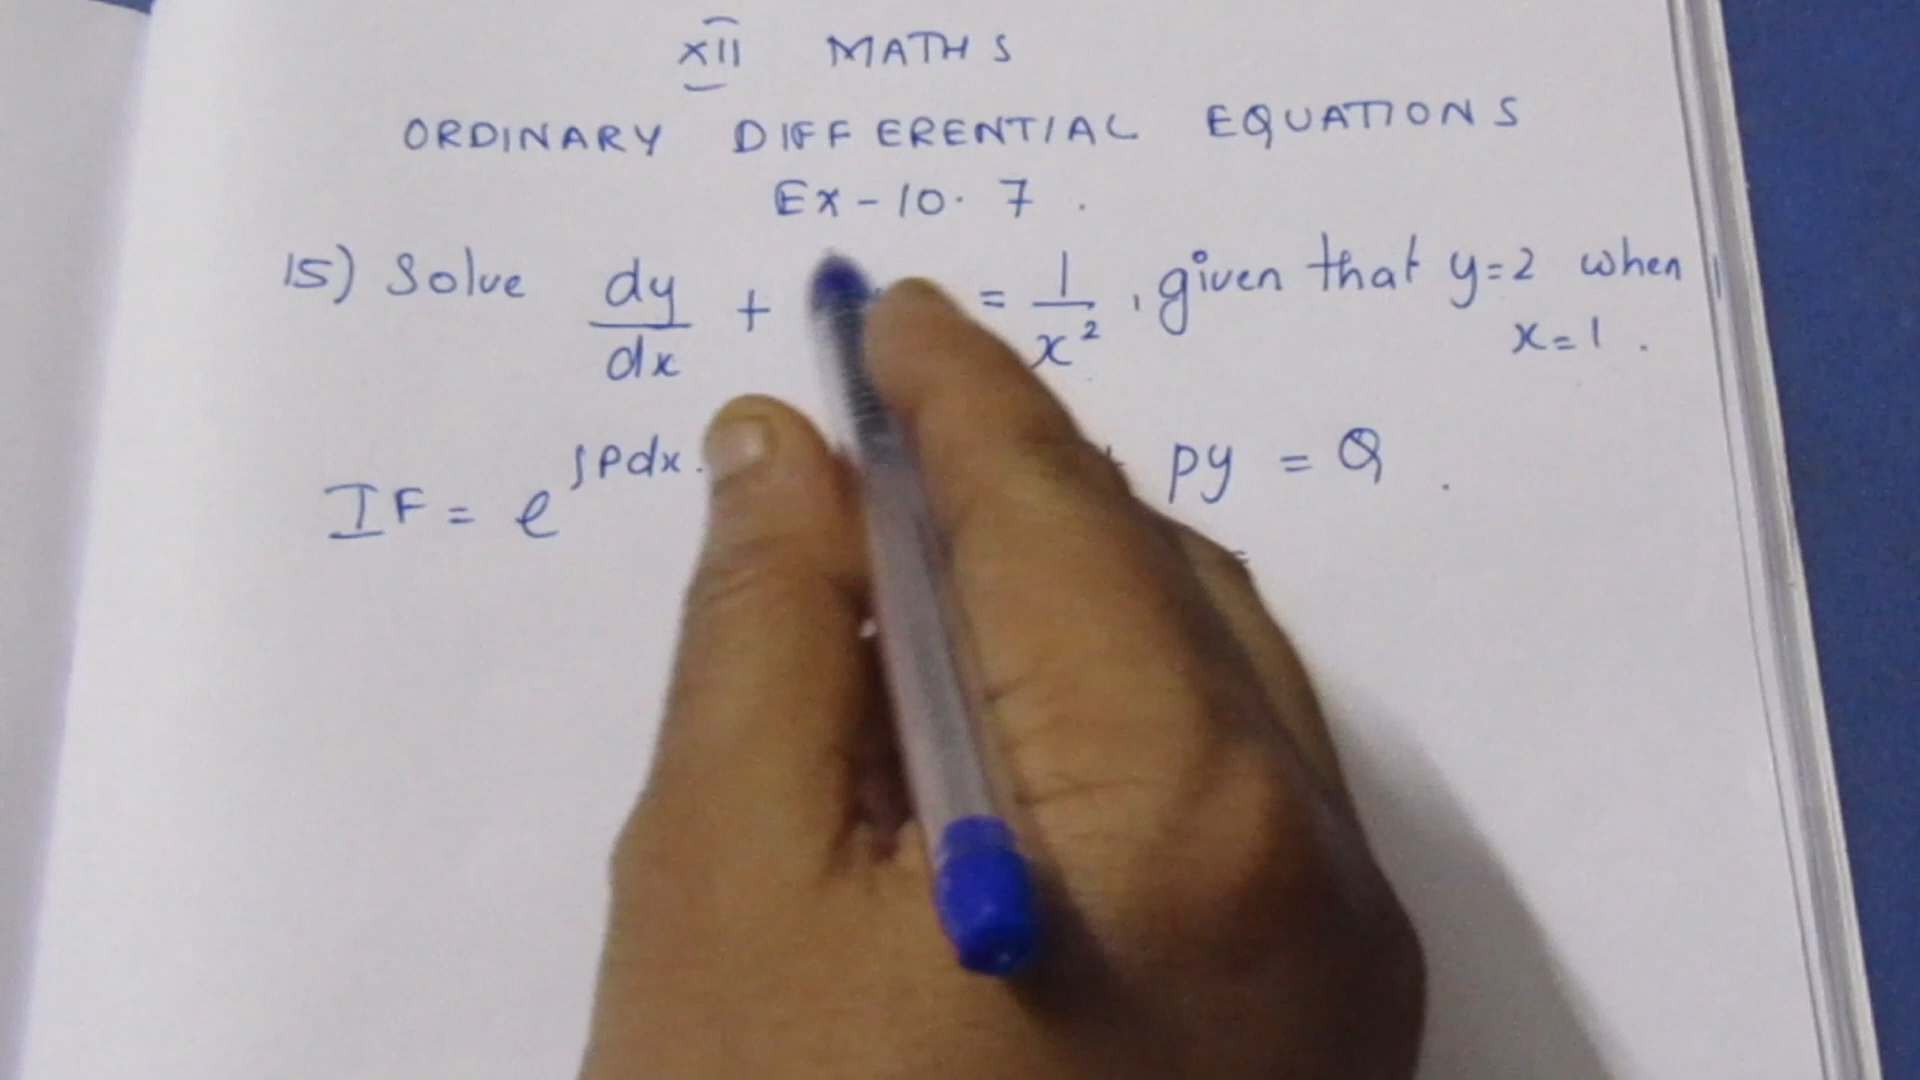 XII MATHS
ORDINARY DIFFERENTIAL EQUATIONS
Ex - 10.7.
15) Solve dy/dx + = 1/x², given that y=2 when
x=1.
IF = e^∫Pdx. py = Q.